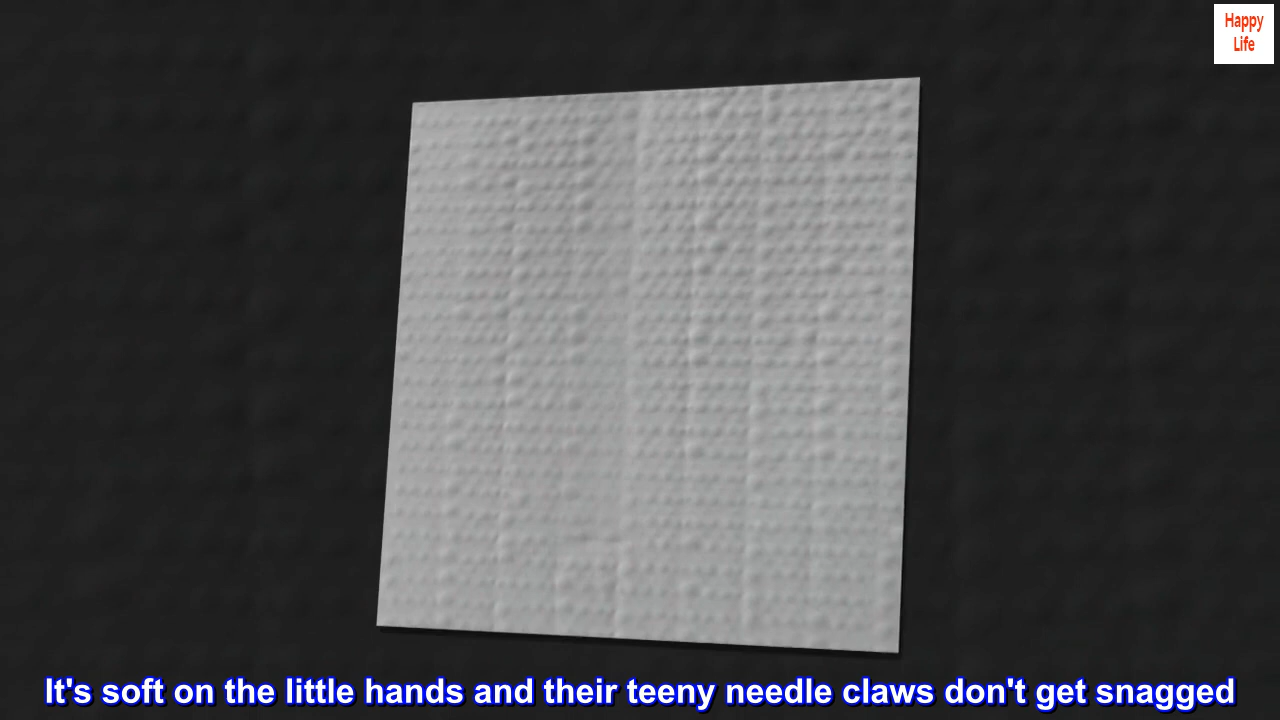 Happy
Life
It's soft on the little hands and their teeny needle claws don't get snagged